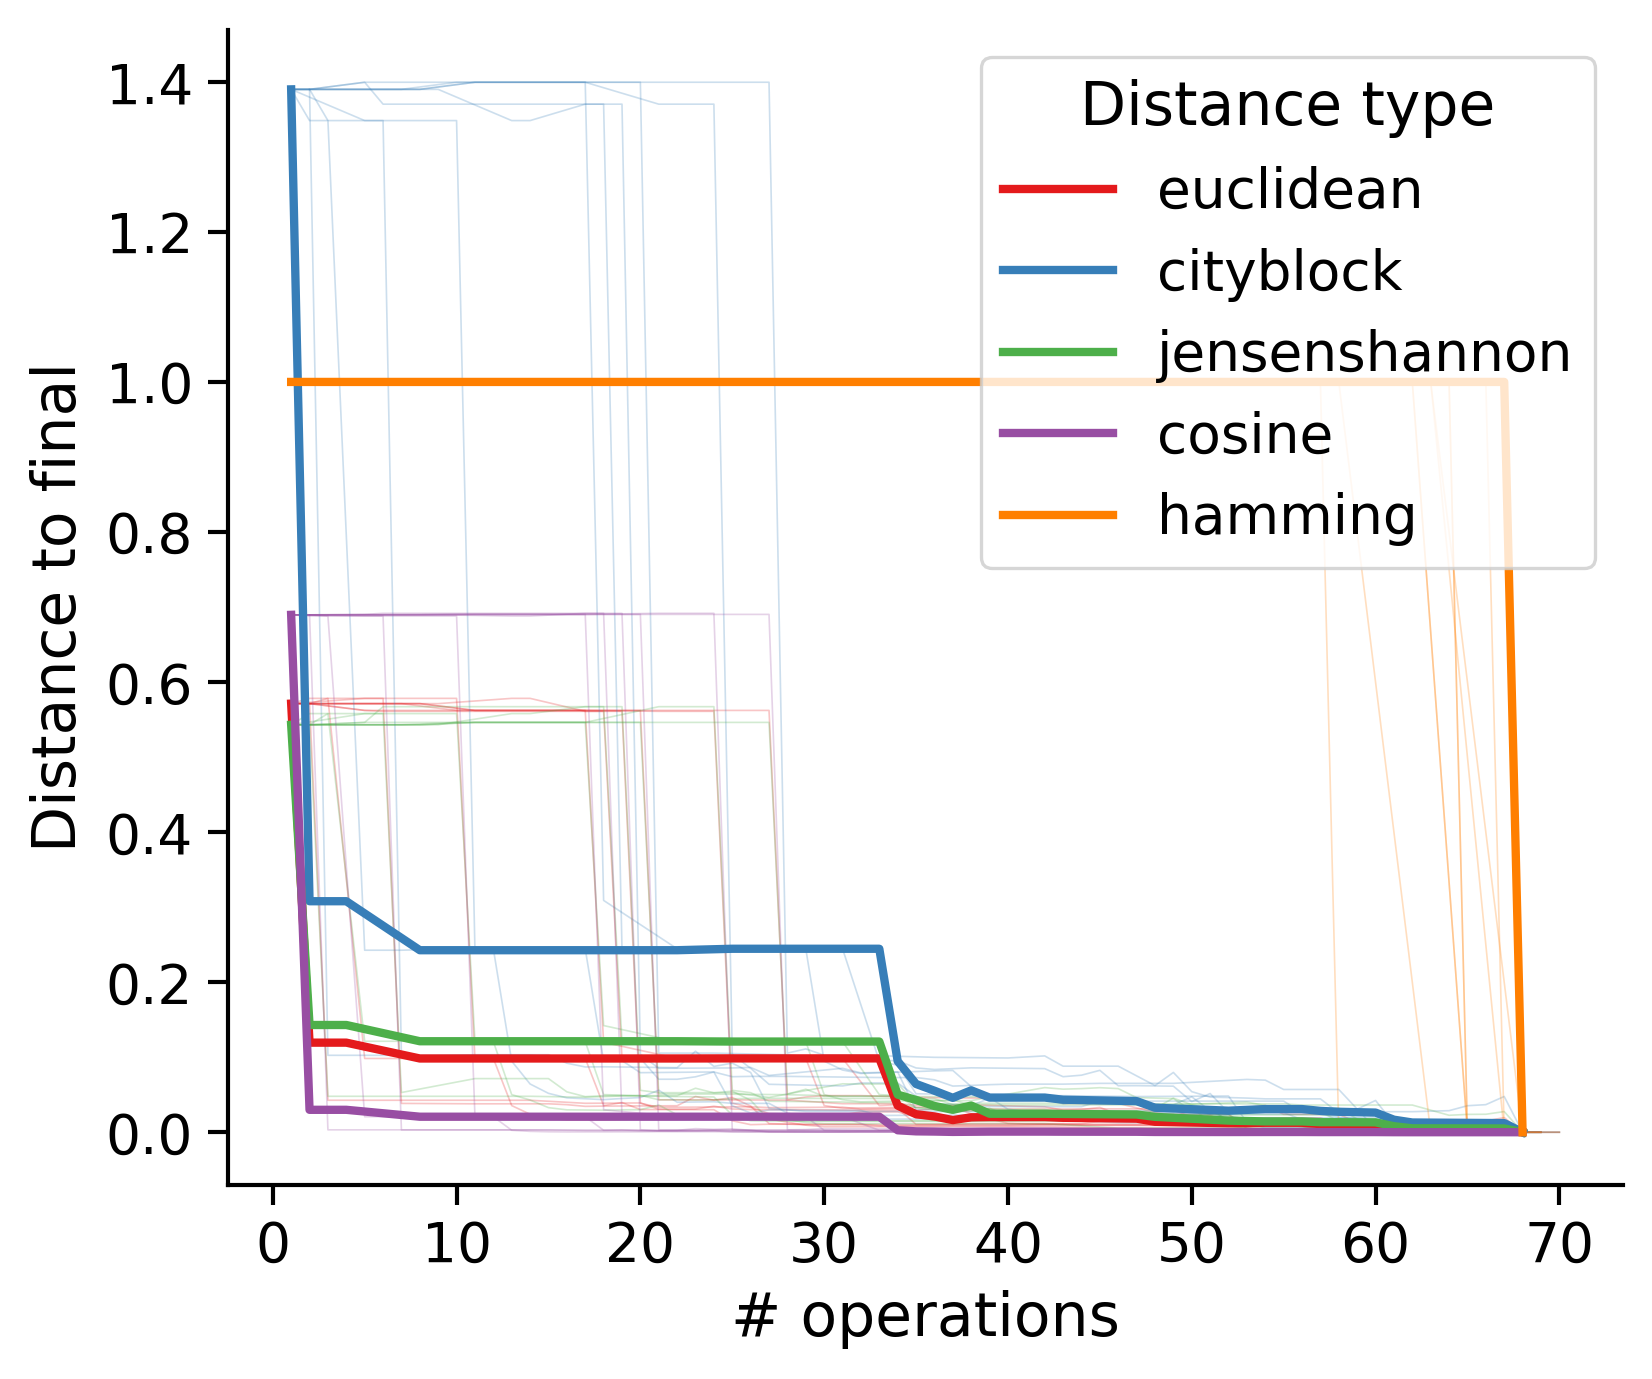 Distance to final
1.4
1.2
1.0
0.8
0.6
0.4
0.2
0.0
0 10 20 30 40 50 60 70
# operations
Distance type
euclidean
cityblock
jensenshannon
cosine
hamming